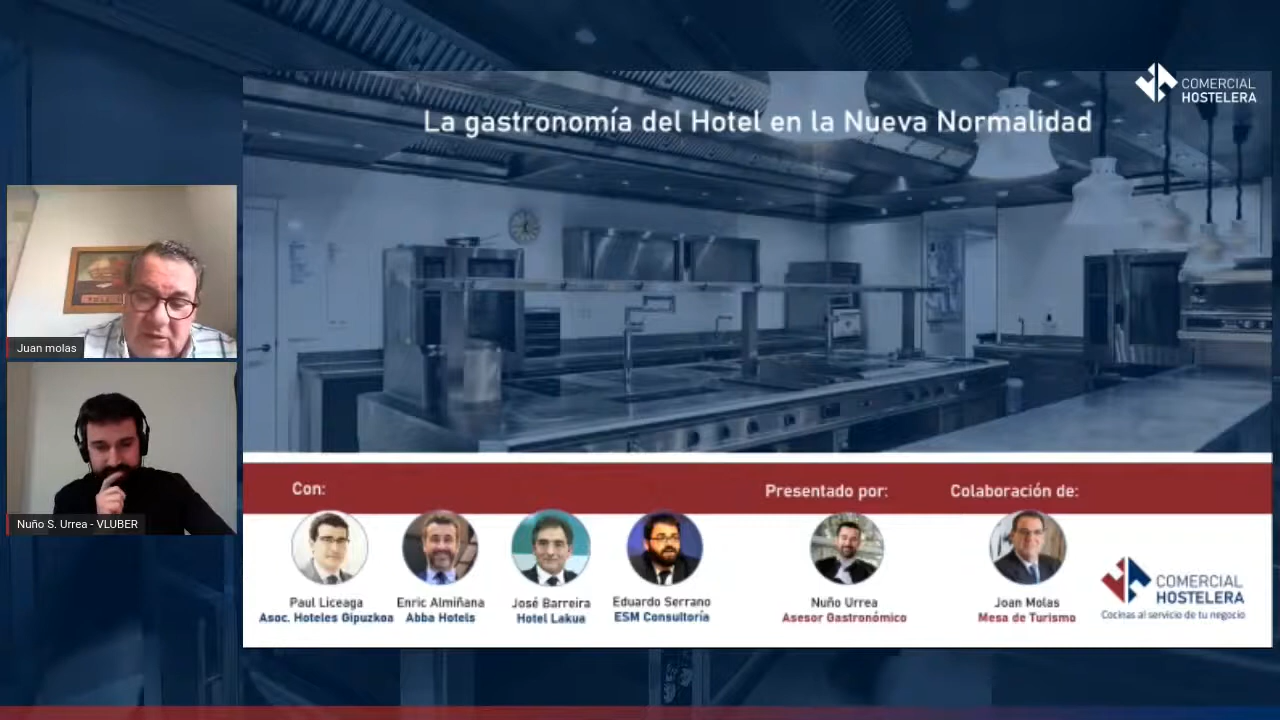 COMERCIAL
HOSTELERA
La gastronomía del Hotel en la Nueva Normalidad
Juan molas
Nuño S. Urrea - VLUBER
Con:
Presentado por:
Colaboración de:
Paul Liceaga
Asoc. Hoteles Gipuzkoa
Enric Almiñana
Abba Hotels
José Barreira
Hotel Lakua
Eduardo Serrano
ESM Consultoría
Nuño Urrea
Asesor Gastronómico
Joan Molas
Mesa de Turismo
COMERCIAL
HOSTELERA
Cocinas al servicio de tu negocio